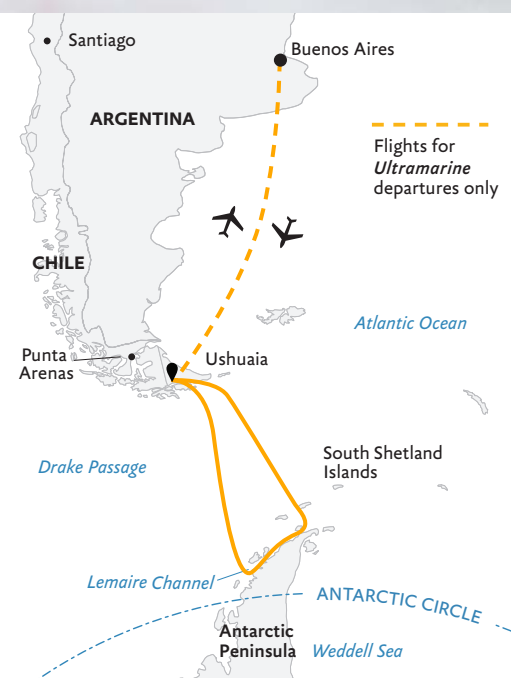 Santiago
Buenos Aires
ARGENTINA
Flights for
Ultramarine
departures only
CHILE
Atlantic Ocean
Punta
Arenas
Ushuaia
Drake Passage
South Shetland
Islands
Lemaire Channel
ANTARCTIC CIRCLE
Antarctic
Peninsula
Weddell Sea